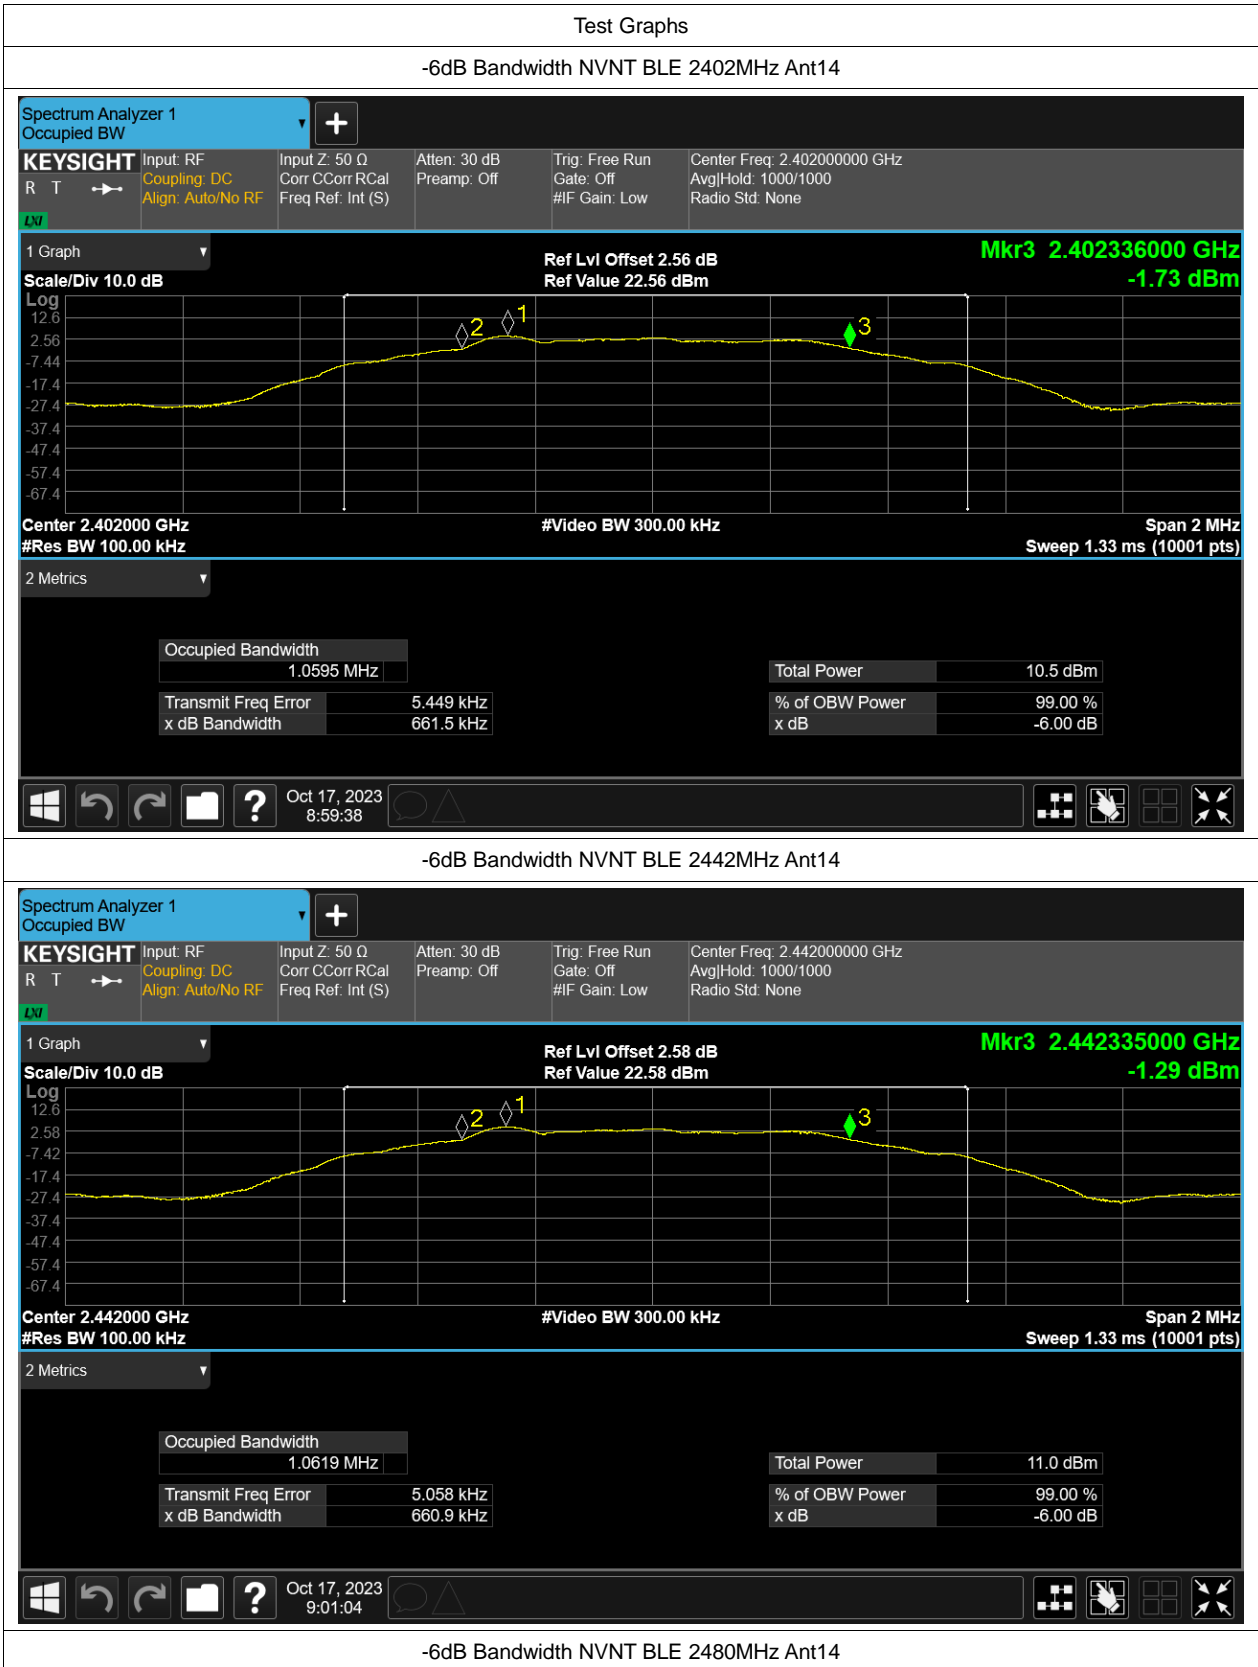 Test Graphs
-6dB Bandwidth NVNT BLE 2402MHz Ant14
Spectrum Analyzer 1
Occupied BW
KEYSIGHT
R T
LXI
Input: RF
Coupling: DC
Align: Auto/No RF
Input Z: 50 Ω
Corr CCorr RCal
Freq Ref: Int (S)
Atten: 30 dB
Preamp: Off
Trig: Free Run
Gate: Off
#IF Gain: Low
Center Freq: 2.402000000 GHz
Avg|Hold: 1000/1000
Radio Std: None
1 Graph
Scale/Div 10.0 dB
Ref Lvl Offset 2.56 dB
Ref Value 22.56 dBm
Mkr3 2.402336000 GHz
-1.73 dBm
Log
12.6
2.56
-7.44
-17.4
-27.4
-37.4
-47.4
-57.4
-67.4
2
1
3
Center 2.402000 GHz
#Res BW 100.00 kHz
#Video BW 300.00 kHz
Span 2 MHz
Sweep 1.33 ms (10001 pts)
2 Metrics
Occupied Bandwidth
1.0595 MHz
Transmit Freq Error 5.449 kHz
x dB Bandwidth 661.5 kHz
Total Power 10.5 dBm
% of OBW Power 99.00 %
x dB -6.00 dB
?
Oct 17, 2023
8:59:38
-6dB Bandwidth NVNT BLE 2442MHz Ant14
Spectrum Analyzer 1
Occupied BW
KEYSIGHT
R T
LXI
Input: RF
Coupling: DC
Align: Auto/No RF
Input Z: 50 Ω
Corr CCorr RCal
Freq Ref: Int (S)
Atten: 30 dB
Preamp: Off
Trig: Free Run
Gate: Off
#IF Gain: Low
Center Freq: 2.442000000 GHz
Avg|Hold: 1000/1000
Radio Std: None
1 Graph
Scale/Div 10.0 dB
Ref Lvl Offset 2.58 dB
Ref Value 22.58 dBm
Mkr3 2.442335000 GHz
-1.29 dBm
Log
12.6
2.58
-7.42
-17.4
-27.4
-37.4
-47.4
-57.4
-67.4
2
1
3
Center 2.442000 GHz
#Res BW 100.00 kHz
#Video BW 300.00 kHz
Span 2 MHz
Sweep 1.33 ms (10001 pts)
2 Metrics
Occupied Bandwidth
1.0619 MHz
Transmit Freq Error 5.058 kHz
x dB Bandwidth 660.9 kHz
Total Power 11.0 dBm
% of OBW Power 99.00 %
x dB -6.00 dB
?
Oct 17, 2023
9:01:04
-6dB Bandwidth NVNT BLE 2480MHz Ant14